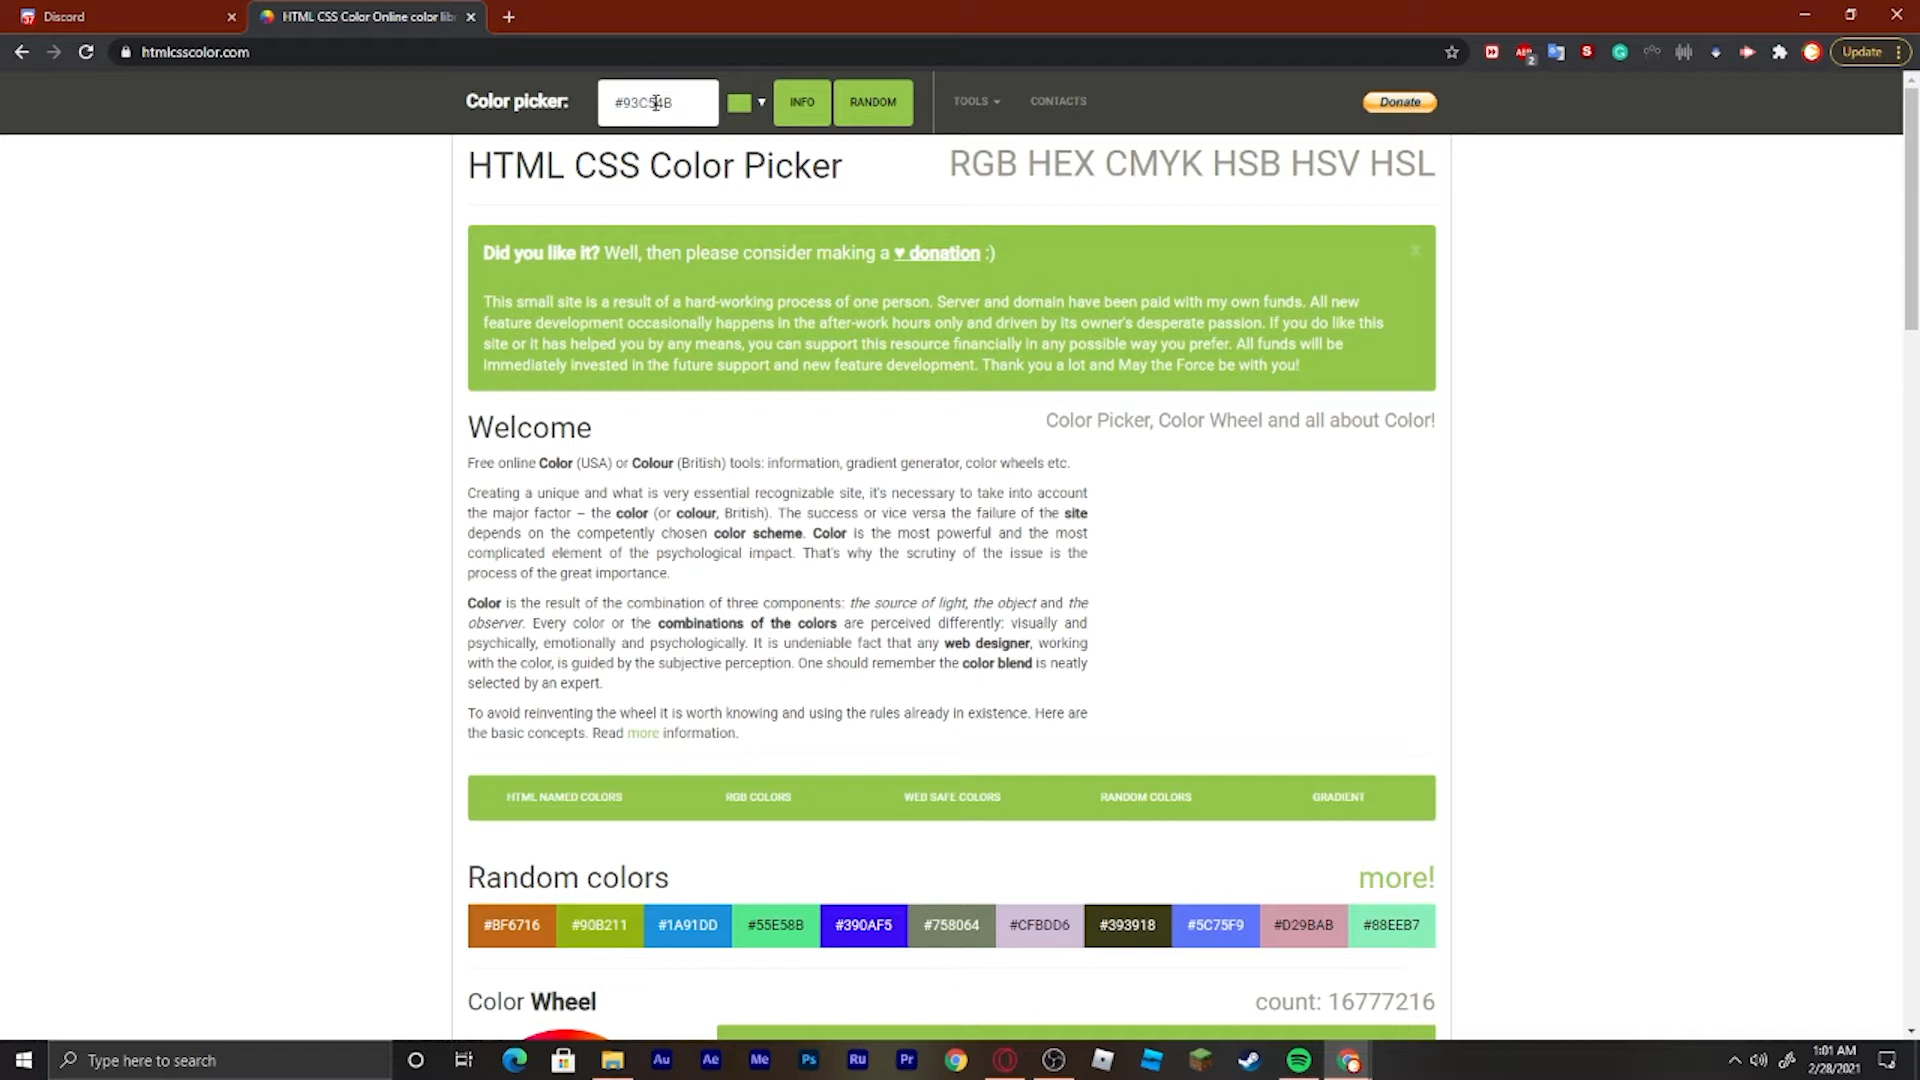 Discord
HTML CSS Color Online color libr
htmlcsscolor.com
2
Update
Color picker:
#93C54B
INFO
RANDOM
TOOLS
CONTACTS
Donate
HTML CSS Color Picker
RGB HEX CMYK HSB HSV HSL
Did you like it? Well, then please consider making a ♥ donation :)
x
This small site is a result of a hard-working process of one person. Server and domain have been paid with my own funds. All new
feature development occasionally happens in the after-work hours only and driven by its owner's desperate passion. If you do like this
site or it has helped you by any means, you can support this resource financially in any possible way you prefer. All funds will be
immediately invested in the future support and new feature development. Thank you a lot and May the Force be with you!
Welcome
Color Picker, Color Wheel and all about Color!
Free online Color (USA) or Colour (British) tools: information, gradient generator, color wheels etc.
Creating a unique and what is very essential recognizable site, it's necessary to take into account
the major factor – the color (or colour, British). The success or vice versa the failure of the site
depends on the competently chosen color scheme. Color is the most powerful and the most
complicated element of the psychological impact. That's why the scrutiny of the issue is the
process of the great importance.
Color is the result of the combination of three components: the source of light, the object and the
observer. Every color or the combinations of the colors are perceived differently: visually and
psychically, emotionally and psychologically. It is undeniable fact that any web designer, working
with the color, is guided by the subjective perception. One should remember the color blend is neatly
selected by an expert.
To avoid reinventing the wheel it is worth knowing and using the rules already in existence. Here are
the basic concepts. Read more information.
HTML NAMED COLORS
RGB COLORS
WEB SAFE COLORS
RANDOM COLORS
GRADIENT
Random colors
more!
#BF6716
#90B211
#1A91DD
#55E58B
#390AF5
#758064
#CFBDD6
#393918
#5C75F9
#D29BAB
#88EEB7
Color Wheel
count: 16777216
Type here to search
Au
Ae
Me
Ps
Ru
Pr
1:01 AM
2/28/2021